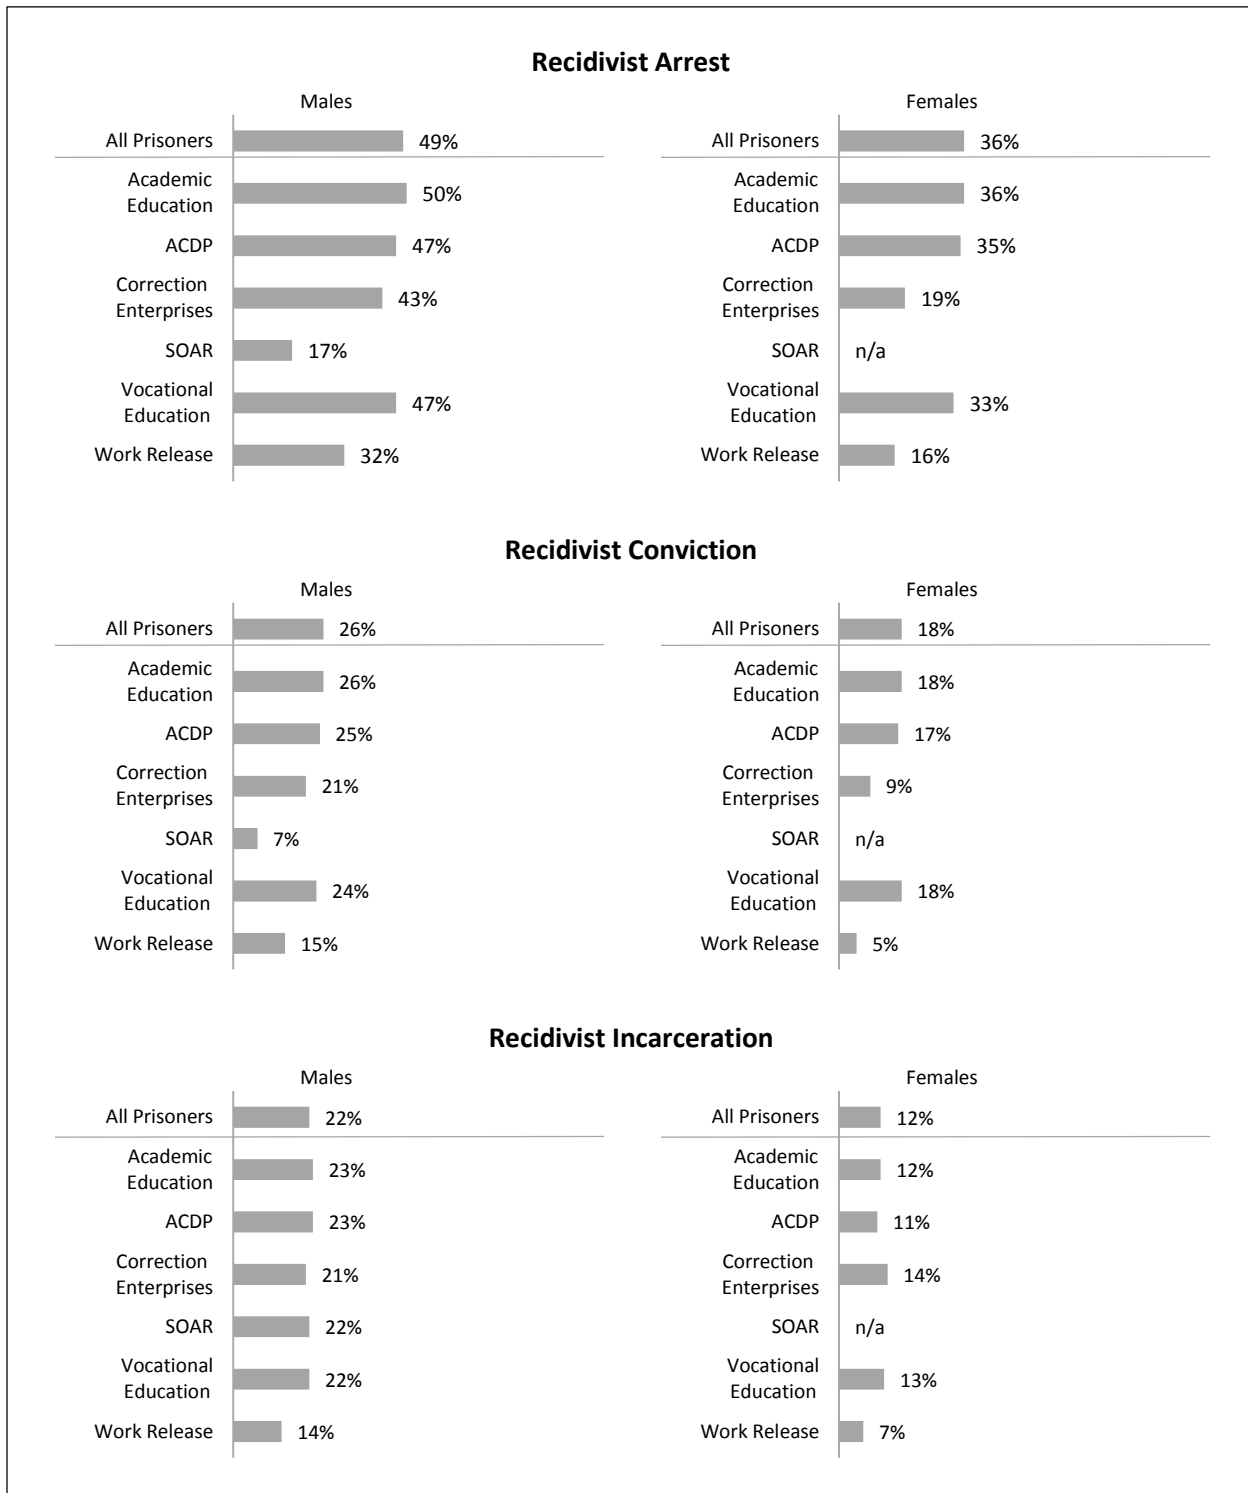 Recidivist Arrest
Males
All Prisoners 49%
Academic
Education 50%
ACDP 47%
Correction
Enterprises 43%
SOAR 17%
Vocational
Education 47%
Work Release 32%
Females
All Prisoners 36%
Academic
Education 36%
ACDP 35%
Correction
Enterprises 19%
SOAR n/a
Vocational
Education 33%
Work Release 16%
Recidivist Conviction
Males
All Prisoners 26%
Academic
Education 26%
ACDP 25%
Correction
Enterprises 21%
SOAR 7%
Vocational
Education 24%
Work Release 15%
Females
All Prisoners 18%
Academic
Education 18%
ACDP 17%
Correction
Enterprises 9%
SOAR n/a
Vocational
Education 18%
Work Release 5%
Recidivist Incarceration
Males
All Prisoners 22%
Academic
Education 23%
ACDP 23%
Correction
Enterprises 21%
SOAR 22%
Vocational
Education 22%
Work Release 14%
Females
All Prisoners 12%
Academic
Education 12%
ACDP 11%
Correction
Enterprises 14%
SOAR n/a
Vocational
Education 13%
Work Release 7%